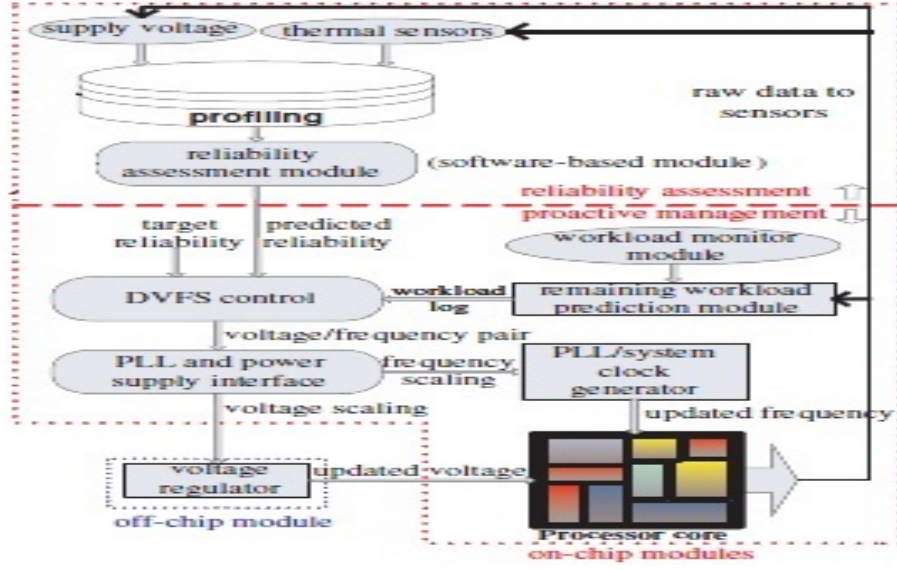 supply voltage
thermal sensors
raw data to
sensors
profiling
reliability
assessment module
(software-based module)
reliability assessment
proactive management
target
reliability
predicted
reliability
workload monitor
module
DVFS control
workload
log
remaining workload
prediction module
voltage/frequency pair
PLL and power
supply interface
frequency
scaling
PLL/system
clock
generator
voltage scaling
updated frequency
voltage
regulator
updated voltage
off-chip module
Processor core
on-chip modules